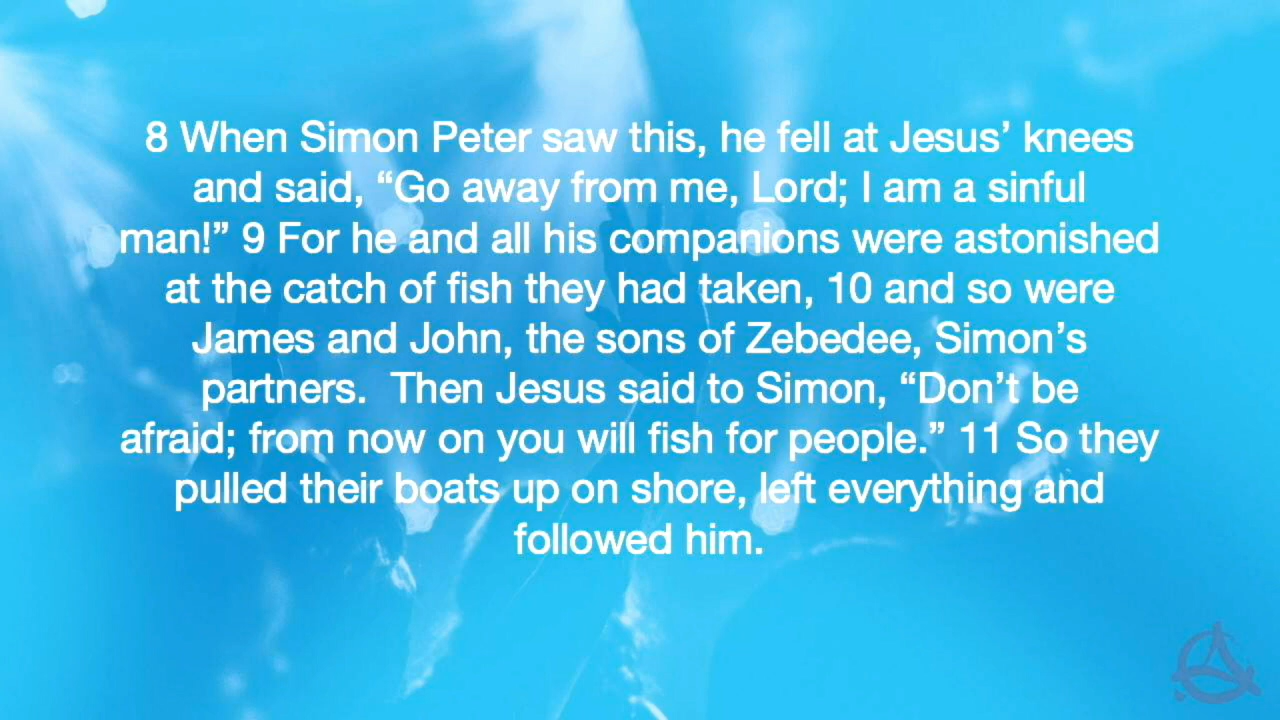 8 When Simon Peter saw this, he fell at Jesus’ knees
and said, “Go away from me, Lord; I am a sinful
man!” 9 For he and all his companions were astonished
at the catch of fish they had taken, 10 and so were
James and John, the sons of Zebedee, Simon’s
partners.  Then Jesus said to Simon, “Don’t be
afraid; from now on you will fish for people.” 11 So they
pulled their boats up on shore, left everything and
followed him.